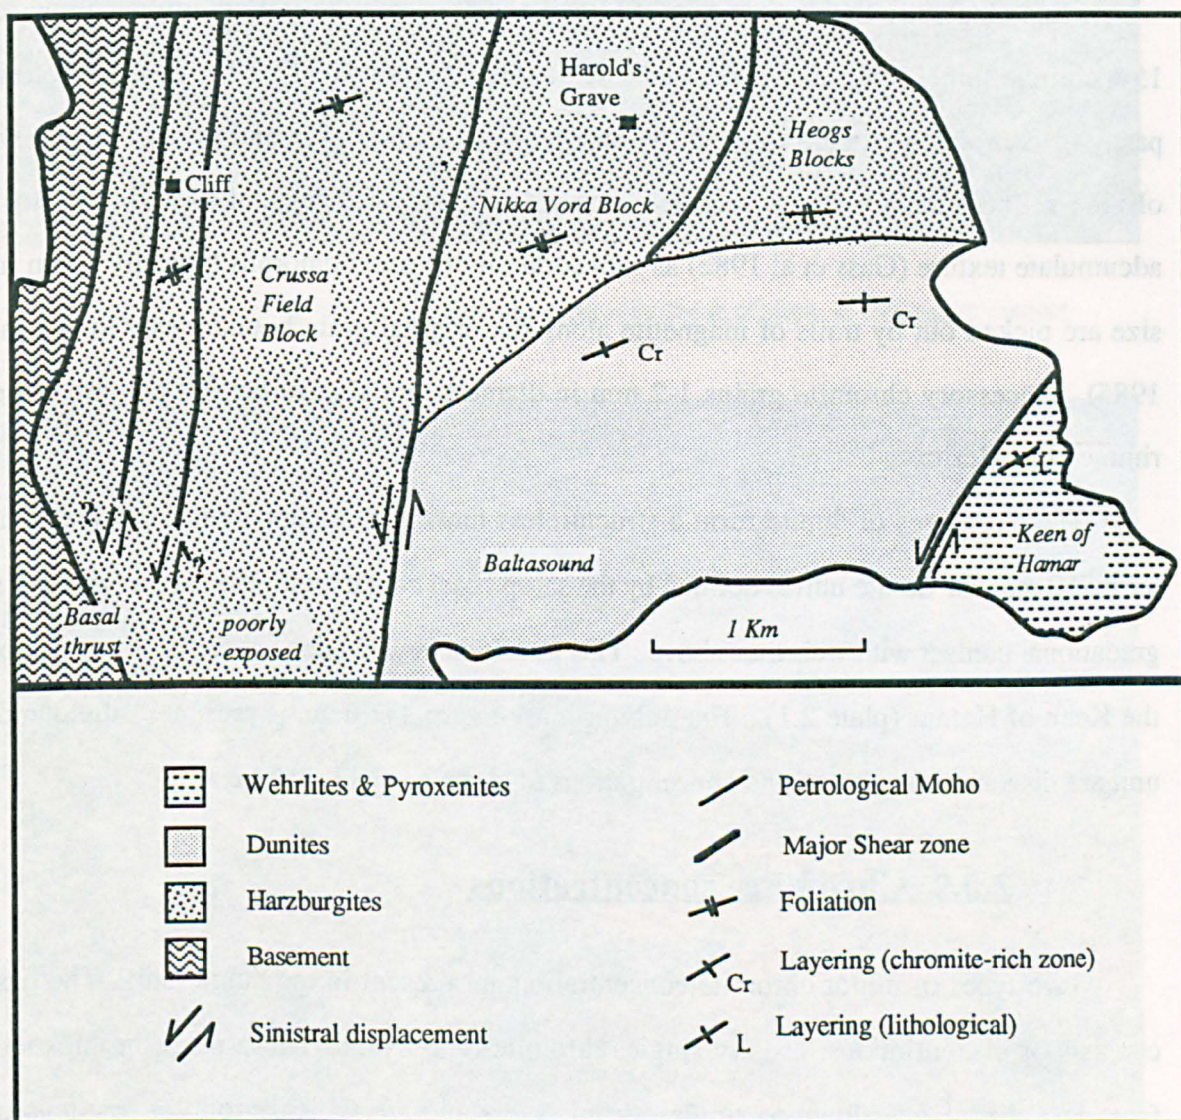 Harold's
Grave
Heogs
Blocks
Cliff
Nikka Vord Block
Crussa
Field
Block
Cr
Cr
L
?
?
Keen of
Hamar
Baltasound
Basal
thrust
poorly
exposed
1 Km
Wehrlites & Pyroxenites
Dunites
Harzburgites
Basement
Sinistral displacement
Petrological Moho
Major Shear zone
Foliation
Layering (chromite-rich zone)
Cr
Layering (lithological)
L